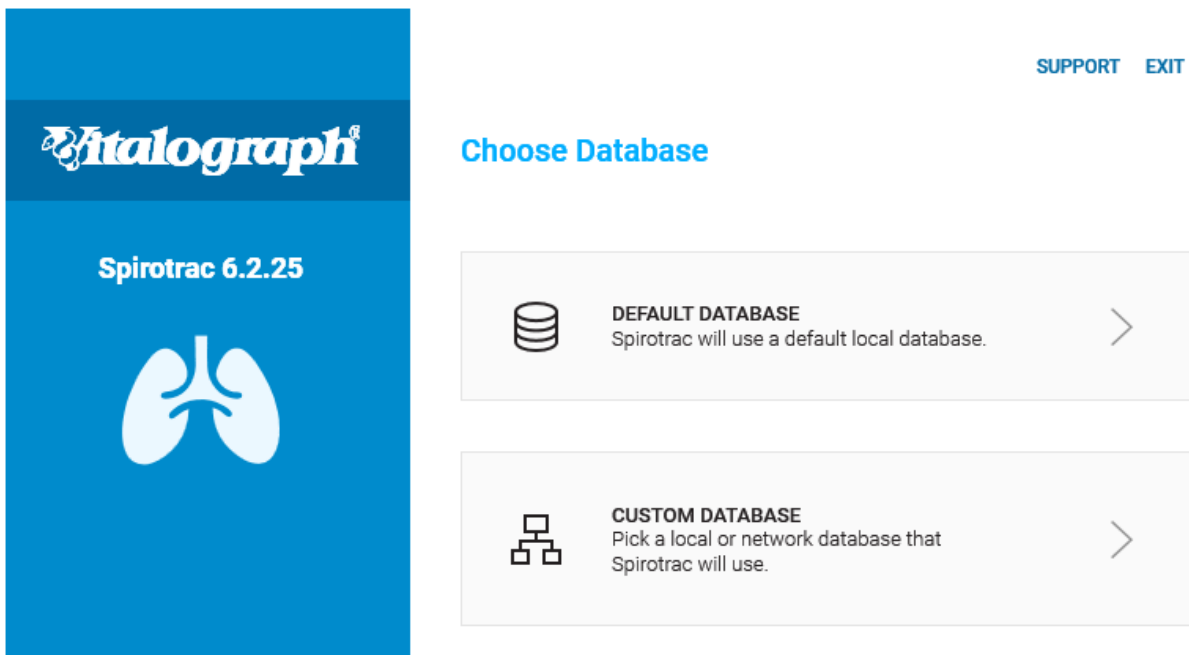 SUPPORT EXIT
Vitalograph®
Choose Database
Spirotrac 6.2.25
DEFAULT DATABASE
Spirotrac will use a default local database.
CUSTOM DATABASE
Pick a local or network database that
Spirotrac will use.